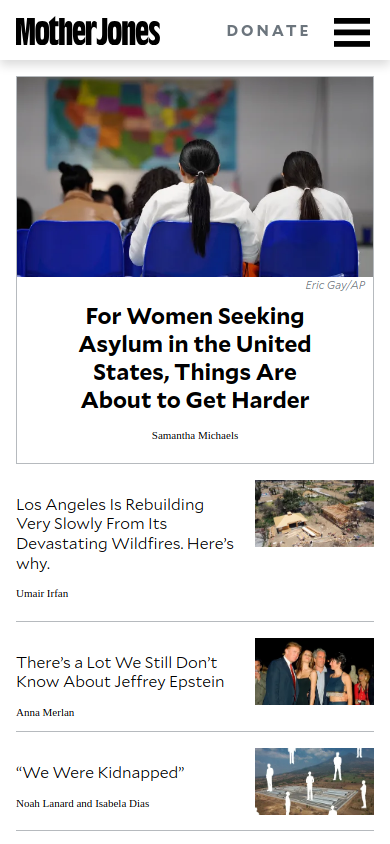 Mother Jones
DONATE
Eric Gay/AP
For Women Seeking
Asylum in the United
States, Things Are
About to Get Harder
Samantha Michaels
Los Angeles Is Rebuilding
Very Slowly From Its
Devastating Wildfires. Here’s
why.
Umair Irfan
There’s a Lot We Still Don’t
Know About Jeffrey Epstein
Anna Merlan
“We Were Kidnapped”
Noah Lanard and Isabela Dias